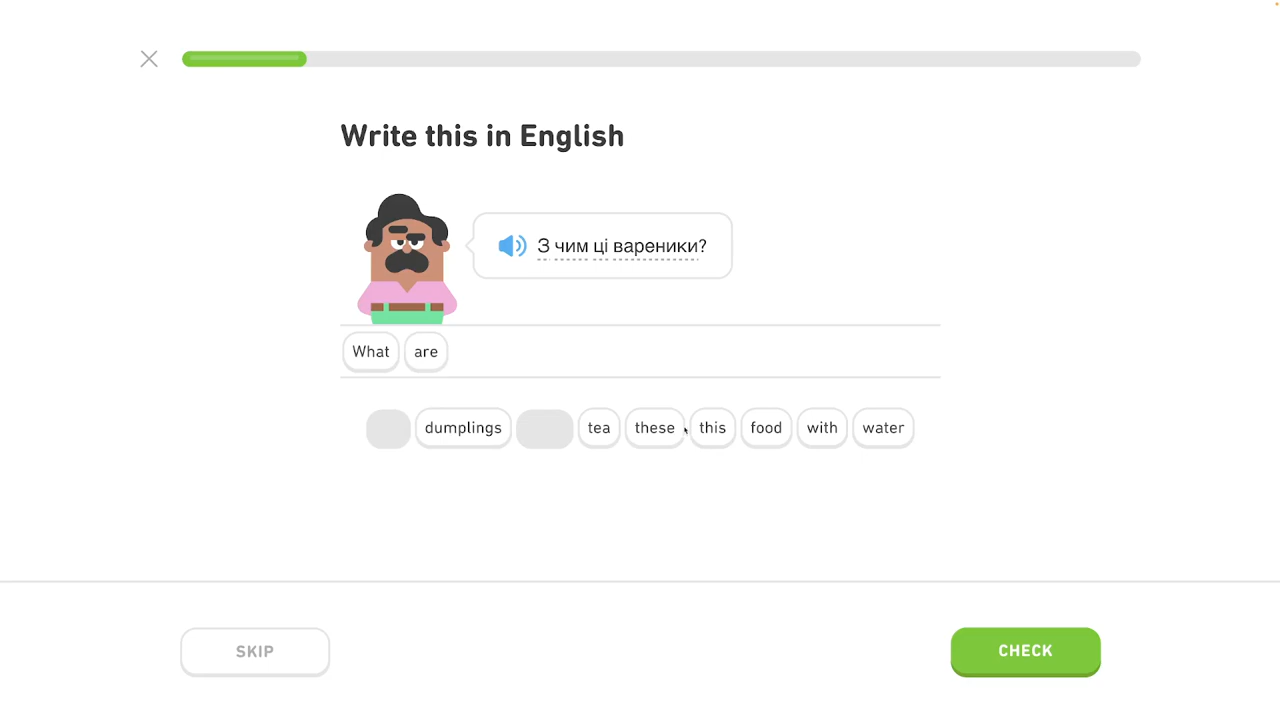 Write this in English
З чим ці вареники?
What are
dumplings tea these this food with water
SKIP CHECK